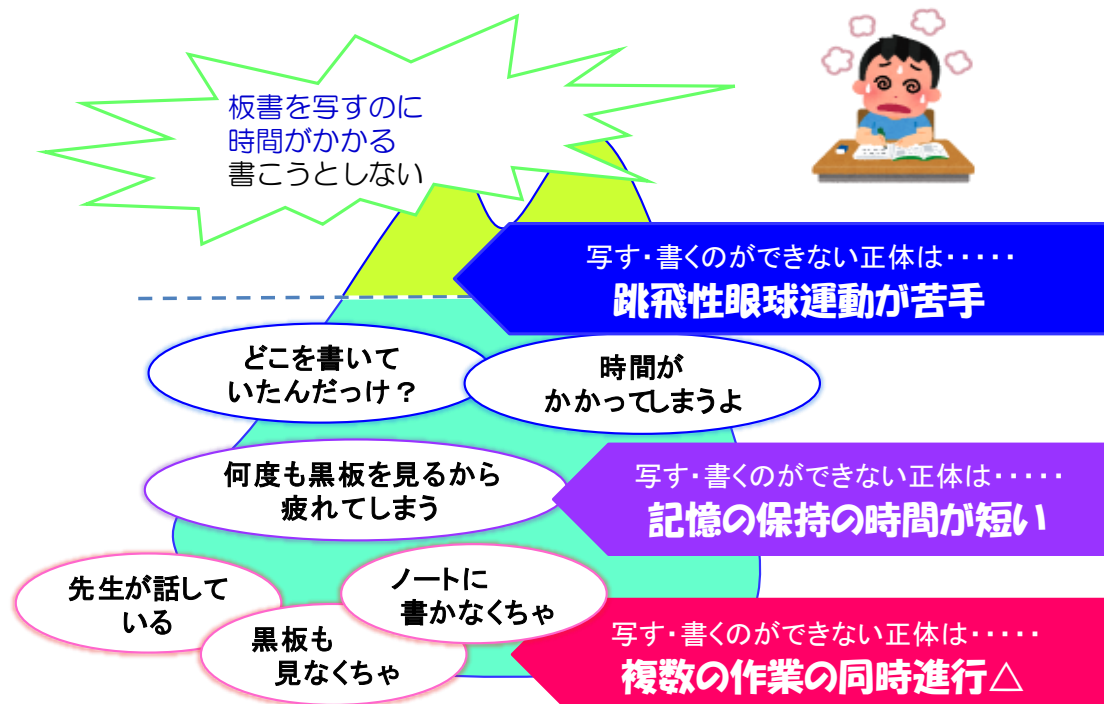 板書を写すのに
時間がかかる
書こうとしない
写す・書くのができない正体は・・・・・
跳飛性眼球運動が苦手
どこを書いて
いたんだっけ？
時間が
かかってしまうよ
何度も黒板を見るから
疲れてしまう
写す・書くのができない正体は・・・・・
記憶の保持の時間が短い
先生が話して
いる
ノートに
書かなくちゃ
黒板も
見なくちゃ
写す・書くのができない正体は・・・・・
複数の作業の同時進行△